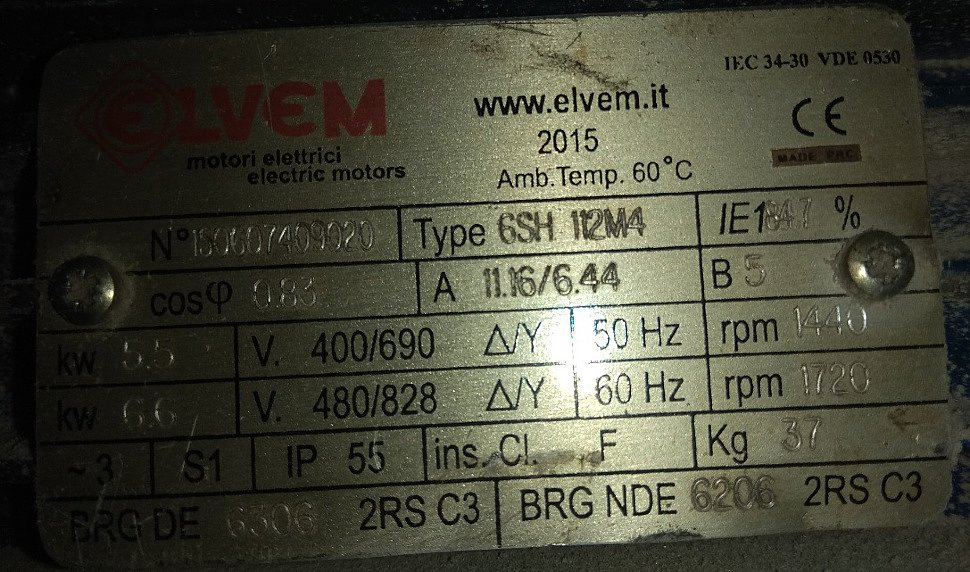 IEC 34-30 VDE 0530
ELVEM
www.elvem.it
motori elettrici
electric motors
2015
CE
MADE PRC
Amb.Temp. 60°C
N° 150607409020 Type 6SH 112M4 IE1 84.7 %
cosφ 0.83 A 11.16/6.44 B 5
kw 5.5 V. 400/690 Δ/Y 50 Hz rpm 1440
kw 6.6 V. 480/828 Δ/Y 60 Hz rpm 1720
~3 S1 IP 55 ins. Cl. F Kg 37
BRG DE 6306 2RS C3 BRG NDE 6206 2RS C3